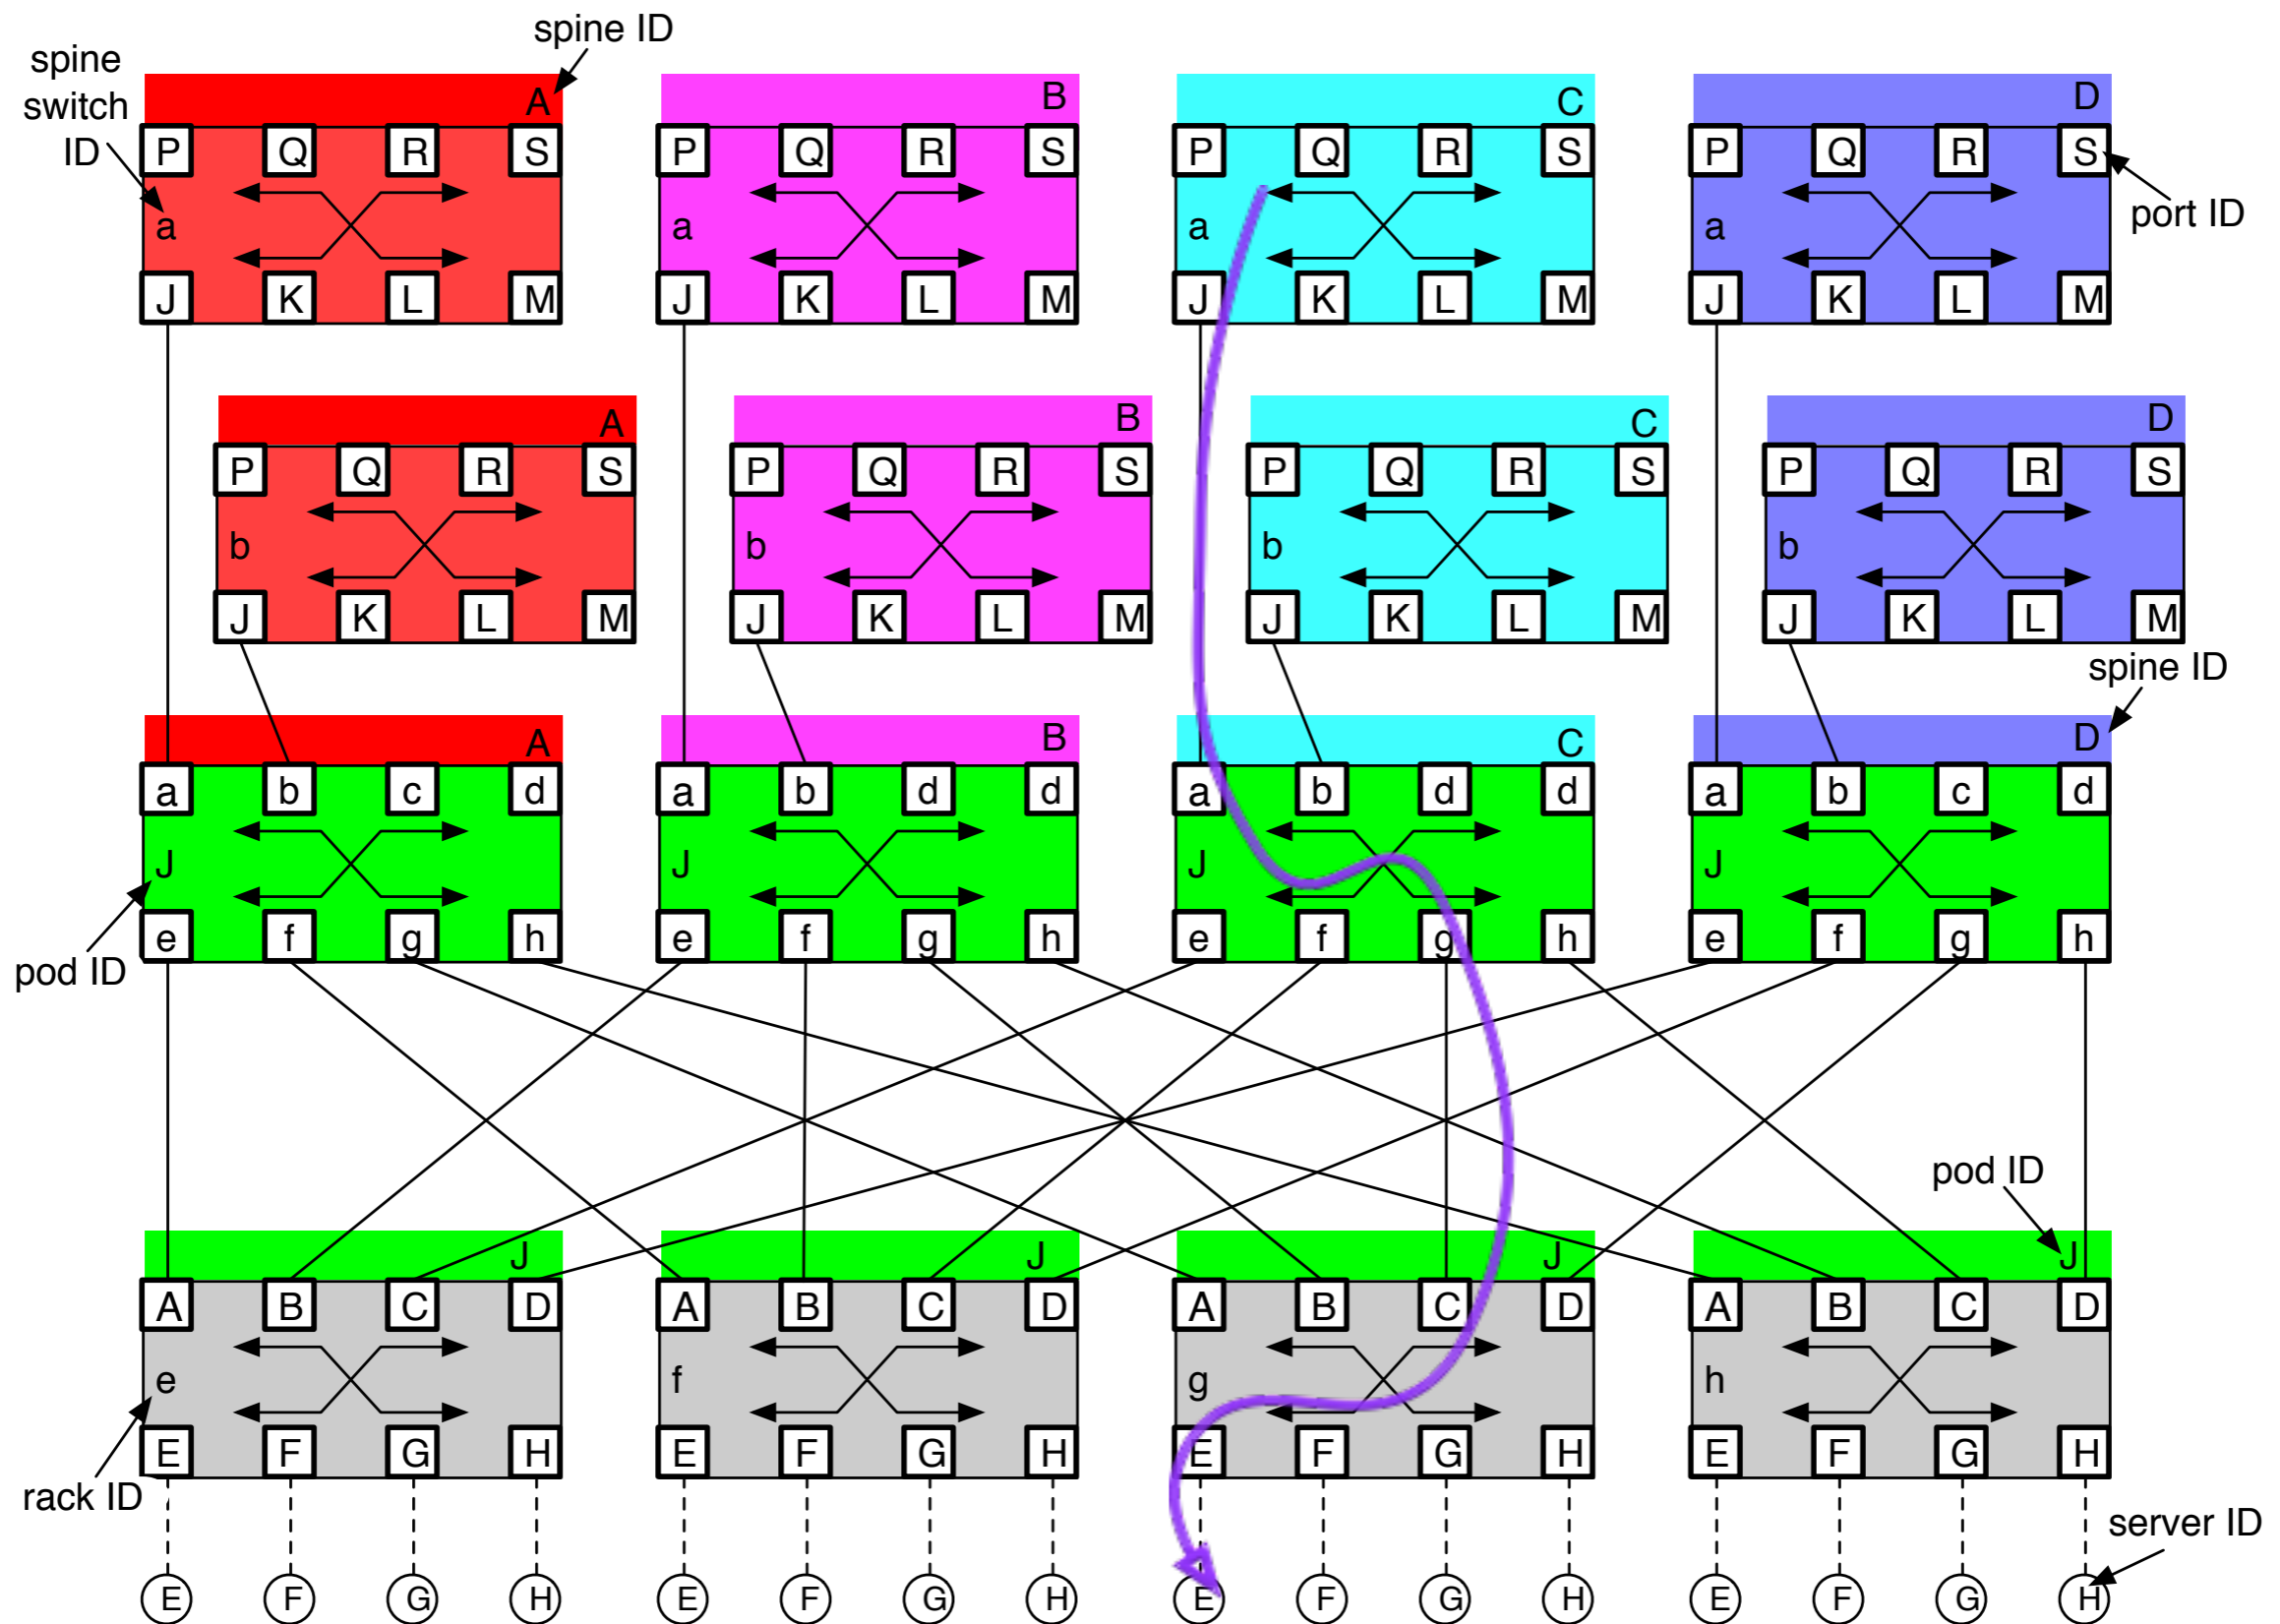 spine ID
spine
switch
ID
A B C D
P Q R S P Q R S P Q R S P Q R S
port ID
a a a a
J K L M J K L M J K L M J K L M
A B C D
P Q R S P Q R S P Q R S P Q R S
b b b b
J K L M J K L M J K L M J K L M
spine ID
A B C D
a b c d a b d d a b d d a b c d
J J J J
e f g h e f g h e f g h e f g h
pod ID
pod ID
J J J J
A B C D A B C D A B C D A B C D
e f g h
E F G H E F G H E F G H E F G H
rack ID
server ID
E F G H E F G H E F G H E F G H